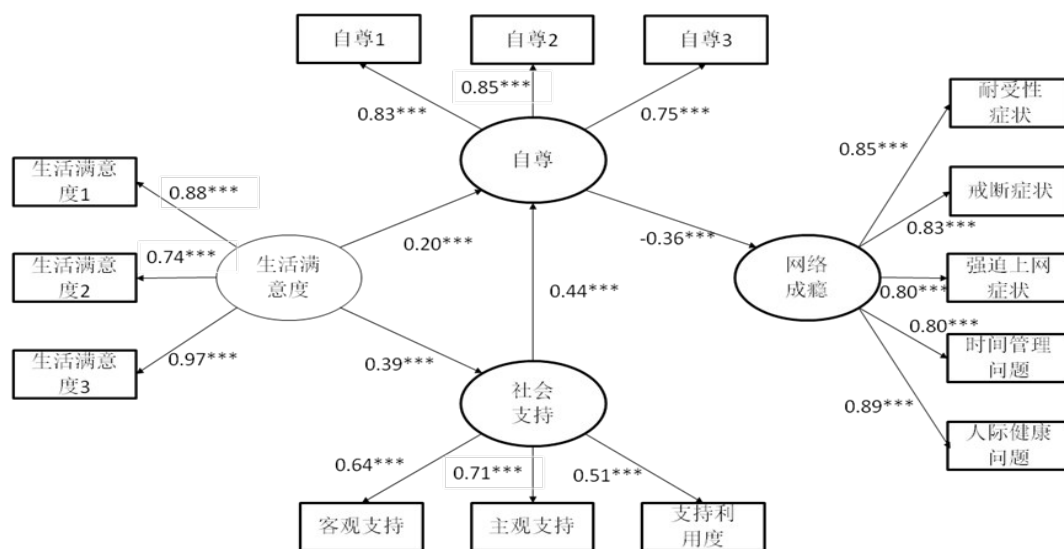 自尊1
自尊2
自尊3
0.83***
0.85***
0.75***
自尊
耐受性
症状
0.85***
戒断症状
0.83***
强迫上网
症状
0.80***
0.80***
时间管理
问题
0.89***
人际健康
问题
生活满意
度1
0.88***
生活满意
度2
0.74***
生活满意
度3
0.97***
生活满
意度
0.20***
-0.36***
网络
成瘾
0.44***
0.39***
社会
支持
0.64***
0.71***
0.51***
客观支持
主观支持
支持利
用度